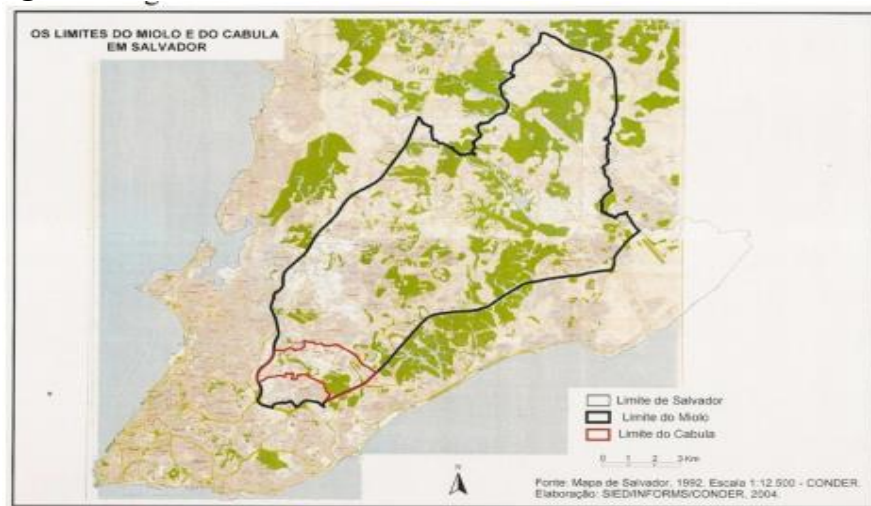 OS LIMITES DO MIOLO E DO CABULA
EM SALVADOR
Limite de Salvador
Limite do Miolo
Limite do Cabula
0 1 2 3 Km
N
Fonte: Mapa de Salvador, 1992. Escala 1:12.500 - CONDER.
Elaboração: SIED/INFORMS/CONDER, 2004.